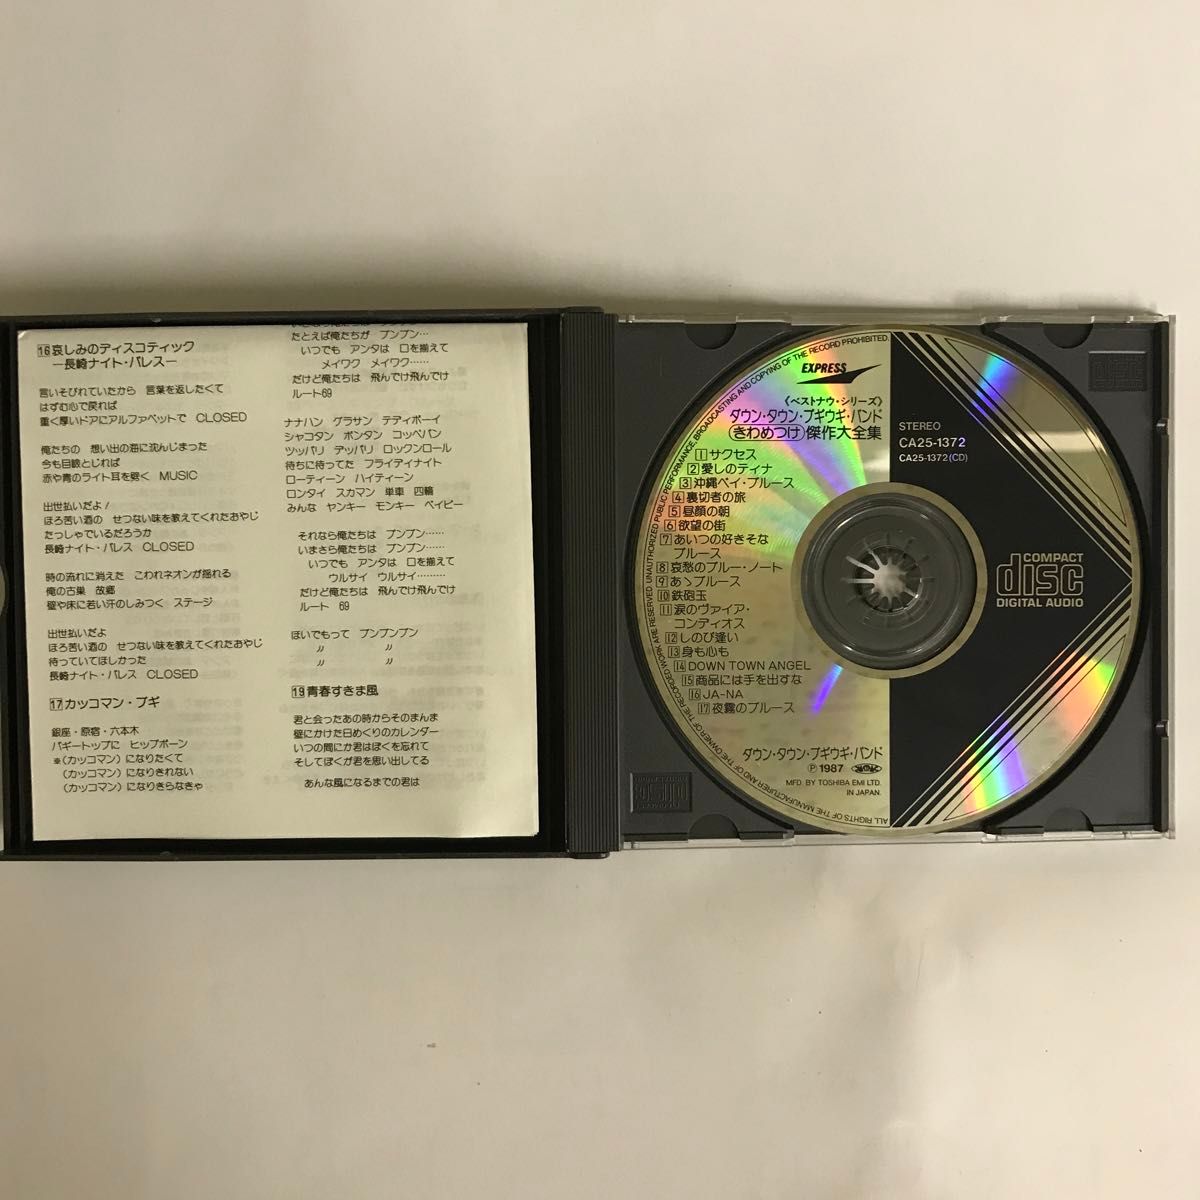 16 哀しみのディスコティック
―長崎ナイト・パレス―
言いそびれていたから 言葉を返したくて
はずむ心で戻れば
重く厚いドアにアルファベットで CLOSED
俺たちの 想い出の海に沈んじまった
今も目瞼とじれば
赤や青のライト耳を劈く MUSIC
出世払いだよ!
ほろ苦い酒の せつない味を教えてくれたおやじ
たっしゃでいるだろうか
長崎ナイト・パレス CLOSED
時の流れに消えた こわれネオンが揺れる
俺の古巣 故郷
壁や床に若い汗のしみつく ステージ
出世払いだよ
ほろ苦い酒の せつない味を教えてくれたおやじ
待っていてほしかった
長崎ナイト・パレス CLOSED
17 カッコマン・ブギ
銀座・原宿・六本木
バギートップに ヒップボーン
※(カッコマン)になりたくて
(カッコマン)になりきれない
(カッコマン)になりきらなきゃ
たとえば俺たちが ブンブン…
いつでも アンタは 口を揃えて
メイワク メイワク……
だけど俺たちは 飛んでけ飛んでけ
ルート69
ナナハン グラサン テディボーイ
シャコタン ボンタン コッペパン
ツッパリ デッパリ ロックンロール
待ちに待ってた フライディナイト
ローティーン ハイティーン
ロンタイ スカマン 単車 四輪
みんな ヤンキー モンキー ベイビー
それなら俺たちは ブンブン……
いまさら俺たちは ブンブン……
いつでも アンタは 口を揃えて
ウルサイ ウルサイ………
だけど俺たちは 飛んでけ飛んでけ
ルート 69
ほいでもって ブンブンブン
〃 〃
〃 〃
19 青春すきま風
君と会ったあの時からそのまんま
壁にかけた日めくりのカレンダー
いつの間にか君はぼくを忘れて
そしてぼくが君を思い出してる
あんな風になるまでの君は
ALL RIGHTS OF THE MANUFACTURER AND OF THE OWNER OF THE RECORDED WORK ARE RESERVED. UNAUTHORIZED PUBLIC PERFORMANCE, BROADCASTING AND COPYING OF THE RECORD PROHIBITED.
EXPRESS
〈ベストナウ・シリーズ〉
ダウン・タウン・ブギウギ・バンド
きわめつけ 傑作大全集
1 サクセス
2 愛しのティナ
3 沖縄ベイ・ブルース
4 裏切者の旅
5 昼顔の朝
6 欲望の街
7 あいつの好きそな
ブルース
8 哀愁のブルー・ノート
9 あゝブルース
10 鉄砲玉
11 涙のヴァイア・
コンディオス
12 しのび逢い
13 身も心も
14 DOWN TOWN ANGEL
15 商品には手を出すな
16 JA-NA
17 夜霧のブルース
ダウン・タウン・ブギウギ・バンド
Ⓟ 1987
MFD. BY TOSHIBA EMI LTD.
IN JAPAN.
STEREO
CA25-1372
CA25-1372 (CD)
COMPACT
disc
DIGITAL AUDIO